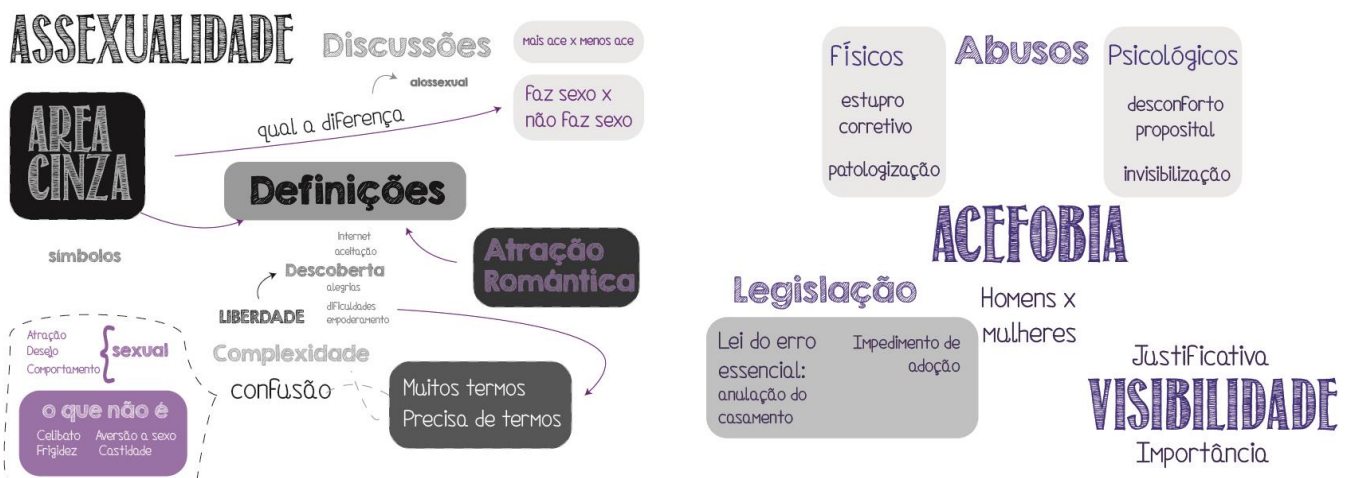 ASSEXUALIDADE
Discussões
Mais ace x Menos ace
alossexual
Faz sexo x
não Faz sexo
qual a diferença
AREA
CINZA
Definições
símbolos
Internet
aceitação
Descoberta
alegrias
LIBERDADE
dificuldades
empoderamento
Atração
Romántica
Atração
Desejo
Comportamento
sexual
Complexidade
confusão
Muitos termos
Precisa de termos
o que não é
Celibato Aversão a sexo
Frigidez Castidade
Abusos
Físicos
estupro
corretivo
patologização
Psicológicos
desconforto
proposital
invisibilização
ACEFOBIA
Legislação
Homens x
Mulheres
Lei do erro
essencial:
anulação do
casamento
Impedimento de
adoção
Justificativa
VISIBILIDADE
Importância